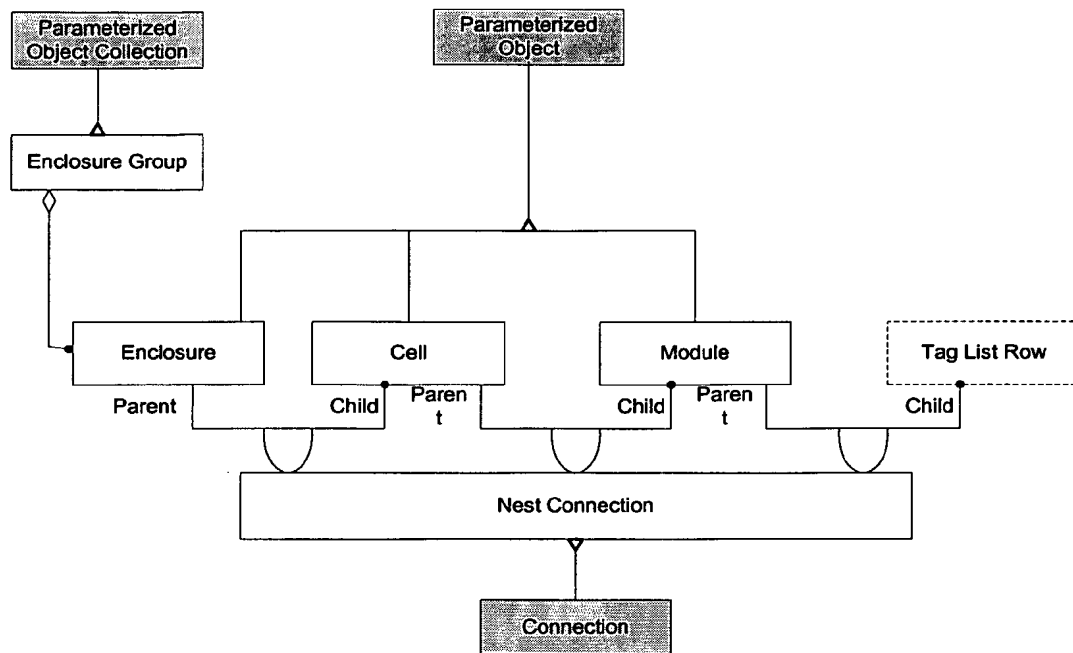 Parameterized
Object Collection
Parameterized
Object
Enclosure Group
Enclosure
Cell
Module
Tag List Row
Parent
Child
Paren
t
Child
Paren
t
Child
Nest Connection
Connection